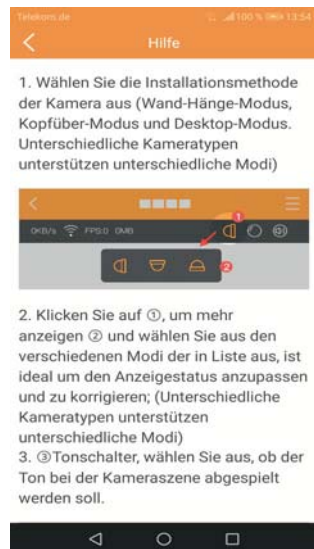 Telekom.de 100 % 13:54
Hilfe
1. Wählen Sie die Installationsmethode
der Kamera aus (Wand-Hänge-Modus,
Kopfüber-Modus und Desktop-Modus.
Unterschiedliche Kameratypen
unterstützen unterschiedliche Modi)
0KB/s FPS:0 0MB
①
②
2. Klicken Sie auf ①, um mehr
anzeigen ② und wählen Sie aus den
verschiedenen Modi der in Liste aus, ist
ideal um den Anzeigestatus anzupassen
und zu korrigieren; (Unterschiedliche
Kameratypen unterstützen
unterschiedliche Modi)
3. ③Tonschalter, wählen Sie aus, ob der
Ton bei der Kameraszene abgespielt
werden soll.